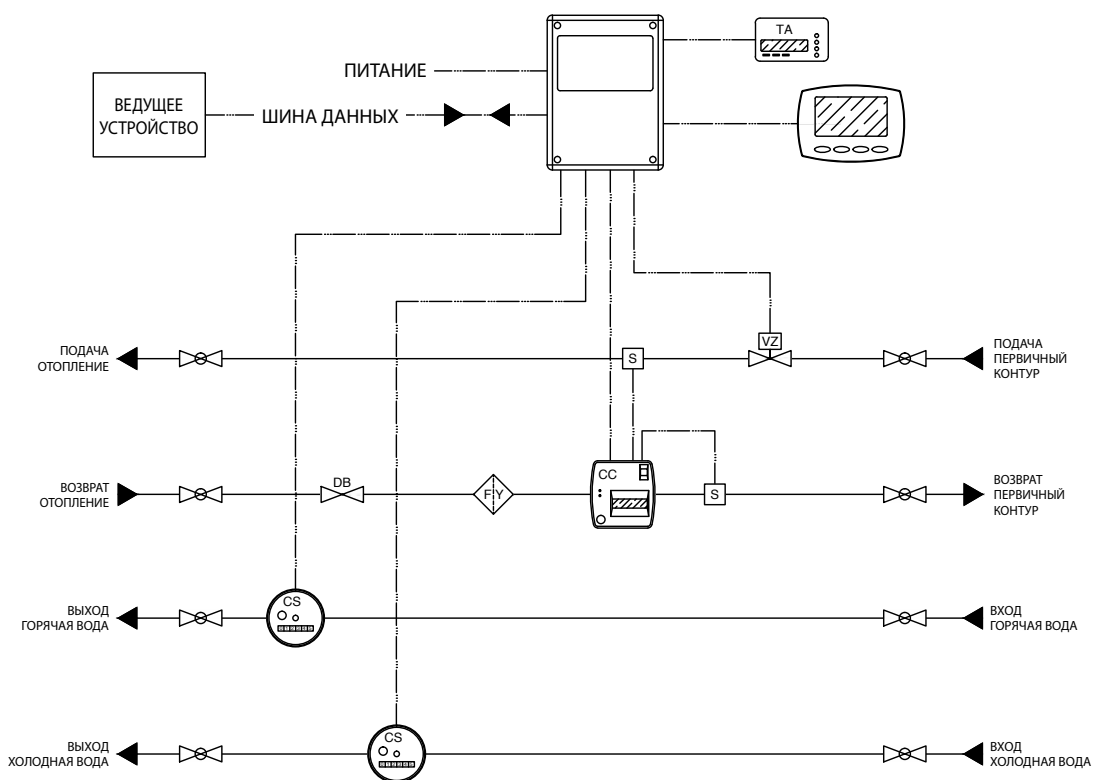 TA
ПИТАНИЕ
ВЕДУЩЕЕ
УСТРОЙСТВО
ШИНА ДАННЫХ
ПОДАЧА
ОТОПЛЕНИЕ
S
VZ
ПОДАЧА
ПЕРВИЧНЫЙ
КОНТУР
ВОЗВРАТ
ОТОПЛЕНИЕ
DB
F Y
CC
S
ВОЗВРАТ
ПЕРВИЧНЫЙ
КОНТУР
ВЫХОД
ГОРЯЧАЯ ВОДА
CS
ВХОД
ГОРЯЧАЯ ВОДА
ВЫХОД
ХОЛОДНАЯ ВОДА
CS
ВХОД
ХОЛОДНАЯ ВОДА